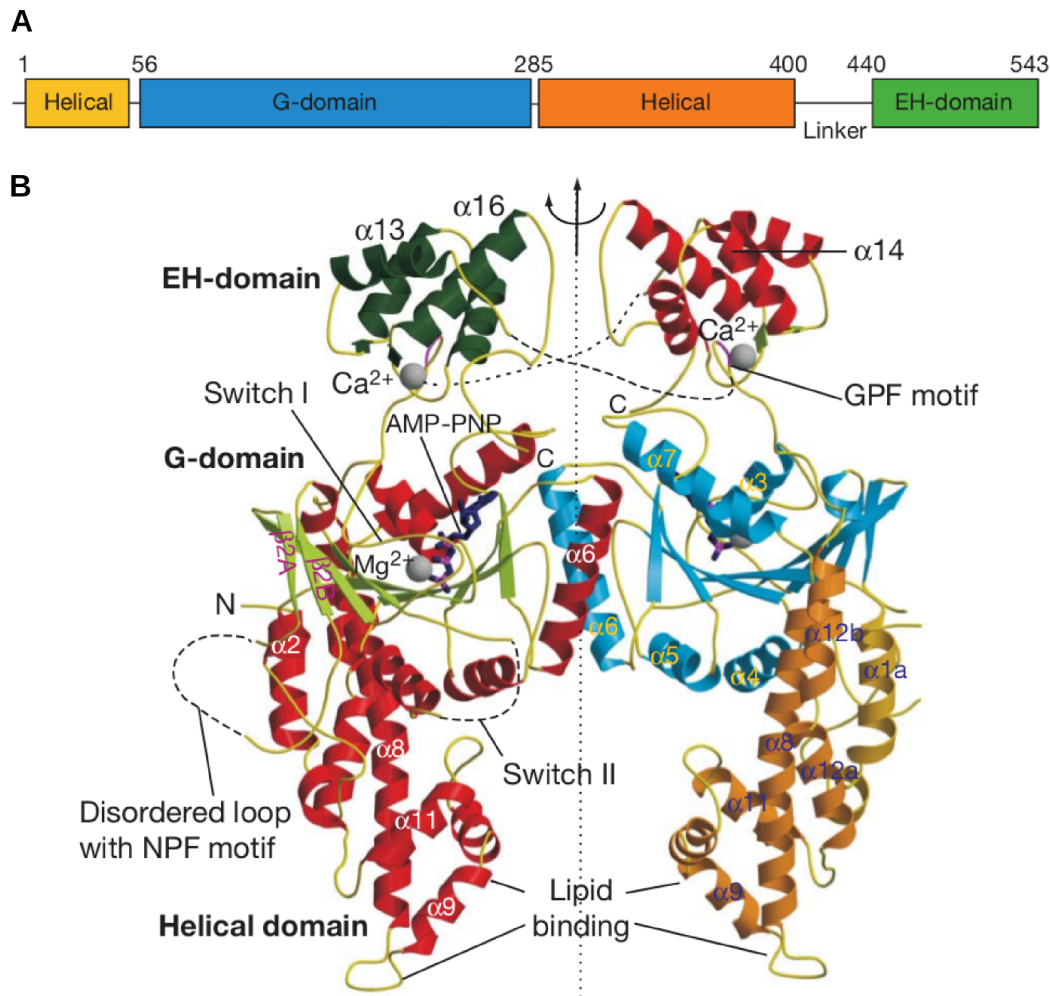 A
1 56 285 400 440 543
Helical G-domain Helical EH-domain
Linker
B
α16
α13
α14
EH-domain
Ca2+
Ca2+
GPF motif
Switch I
C
AMP-PNP
G-domain
C
α7
α3
β2A
β2B
Mg2+
α6
N
α6
α12b
α2
α5
α4
α1a
α8
α8
Switch II
α12a
Disordered loop
with NPF motif
α11
α11
Lipid
binding
α9
α9
Helical domain